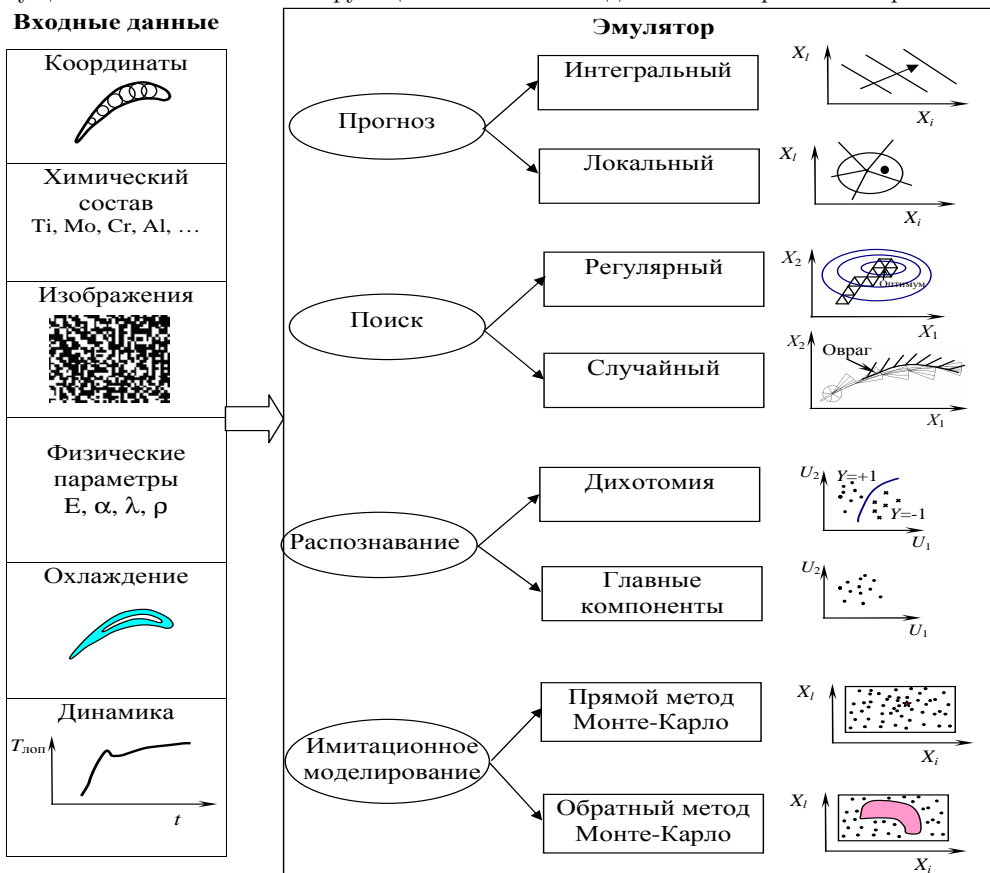 Входные данные
Координаты
Химический
состав
Ti, Mo, Cr, Al, …
Изображения
Физические
параметры
E, α, λ, ρ
Охлаждение
Динамика
Tлоп
t
Эмулятор
Прогноз
Интегральный
Xl
Xi
Локальный
Xl
Xi
Поиск
Регулярный
X2
Оптимум
X1
Случайный
X2
Овраг
X1
Распознавание
Дихотомия
U2
Y=+1
Y=-1
U1
Главные
компоненты
U2
U1
Имитационное
моделирование
Прямой метод
Монте-Карло
Xl
Xi
Обратный метод
Монте-Карло
Xl
Xi